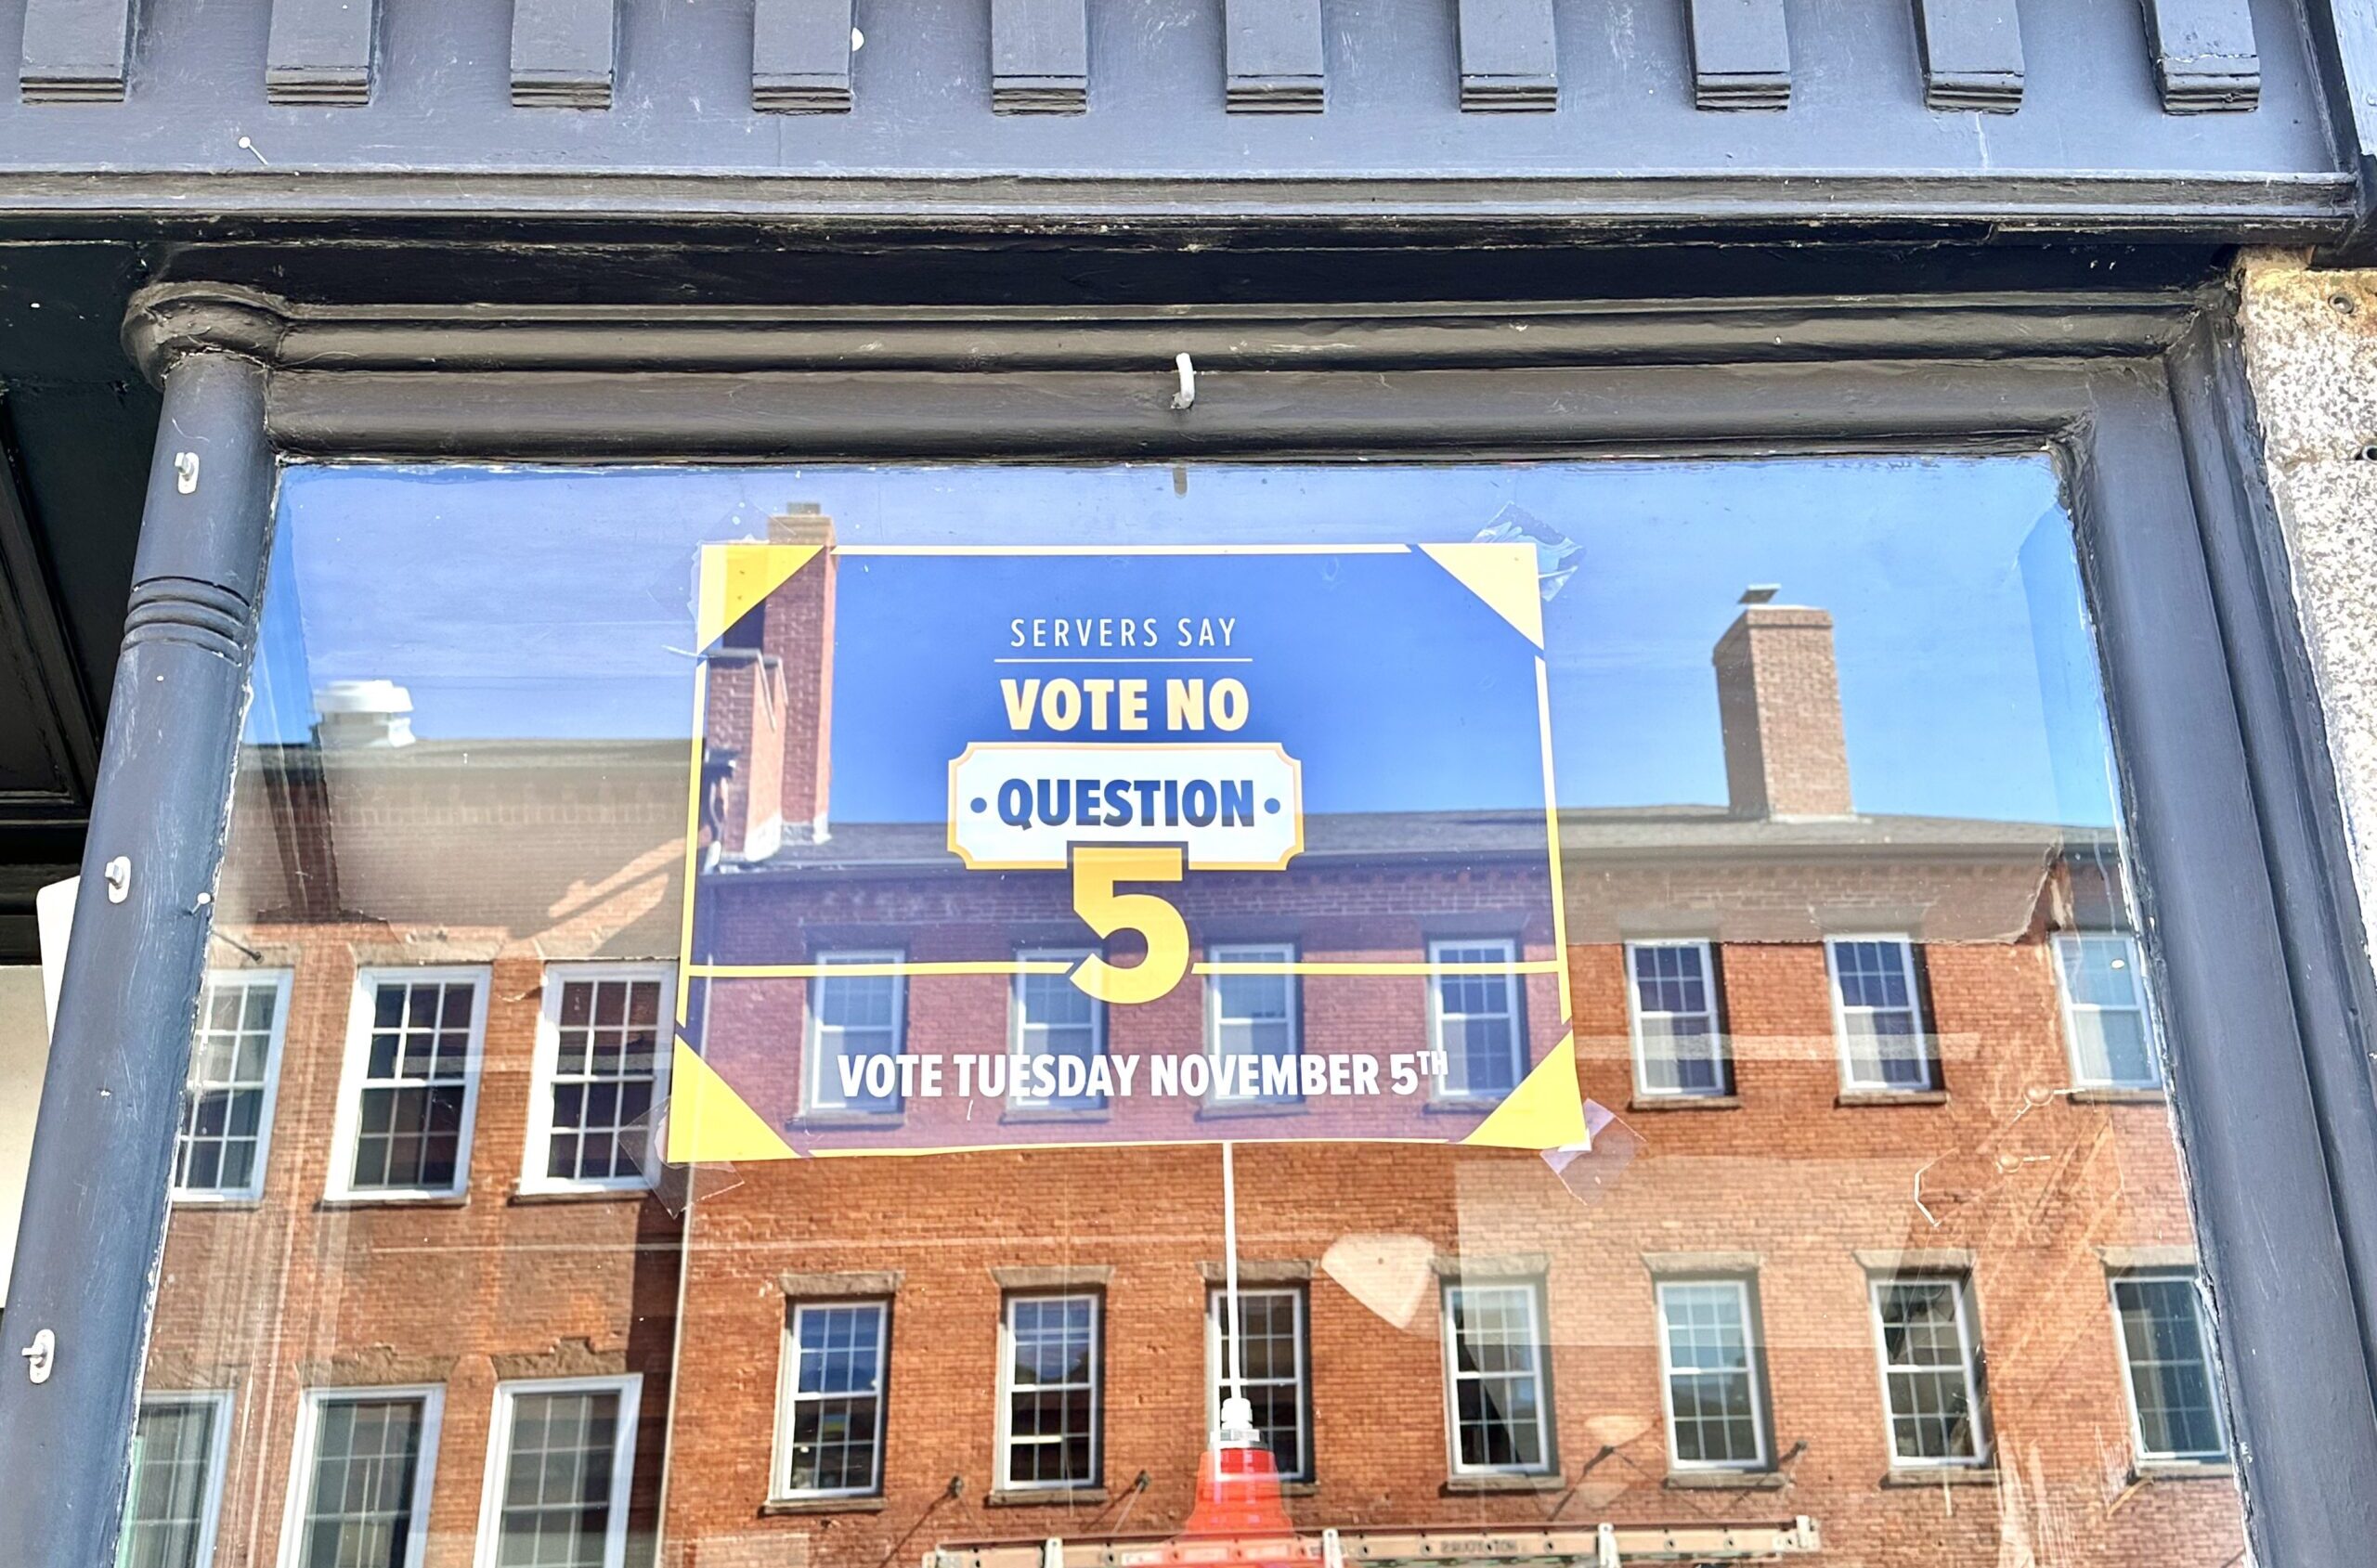 SERVERS SAY
VOTE NO
• QUESTION •
5
VOTE TUESDAY NOVEMBER 5TH